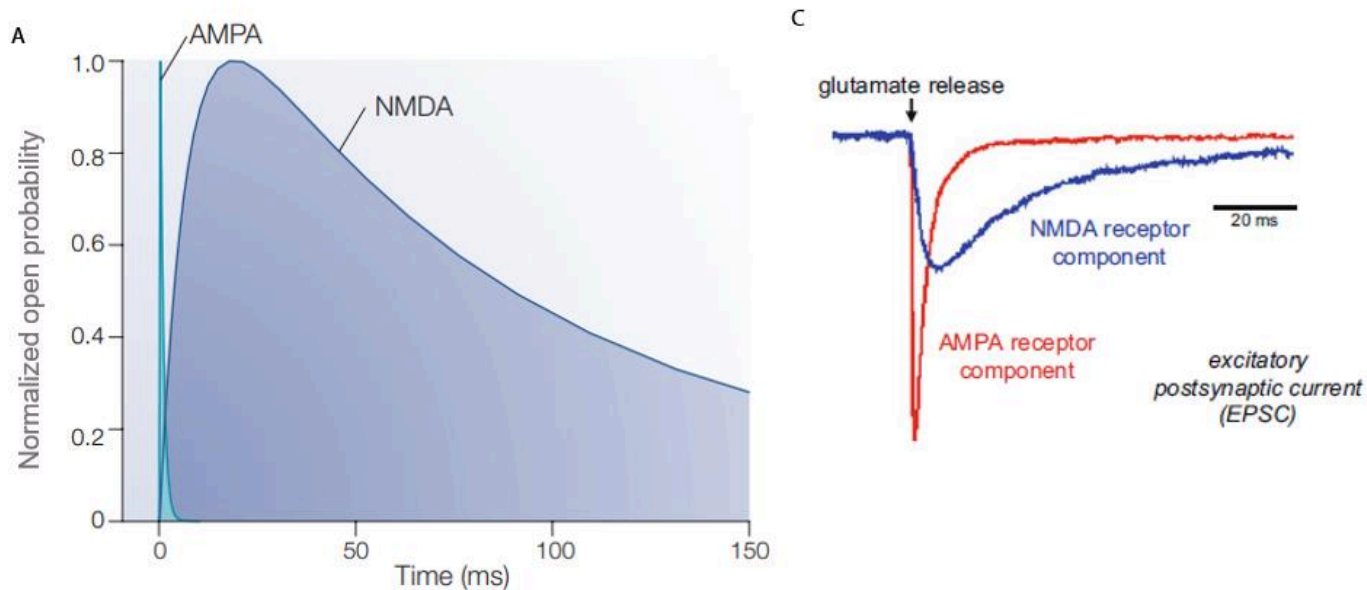 A
AMPA
NMDA
Normalized open probability
1.0
0.8
0.6
0.4
0.2
0
0
50
100
150
Time (ms)
C
glutamate release
20 ms
NMDA receptor
component
AMPA receptor
component
excitatory
postsynaptic current
(EPSC)